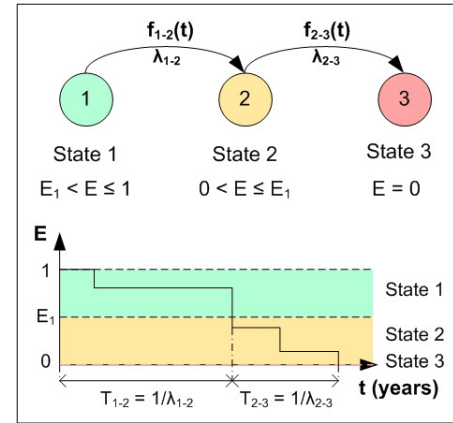 f₁₋₂(t) f₂₋₃(t)
λ₁₋₂ λ₂₋₃
1 2 3
State 1 State 2 State 3
E₁ < E ≤ 1 0 < E ≤ E₁ E = 0
E
1
State 1
E₁
State 2
0 State 3
t (years)
T₁₋₂ = 1/λ₁₋₂ T₂₋₃ = 1/λ₂₋₃